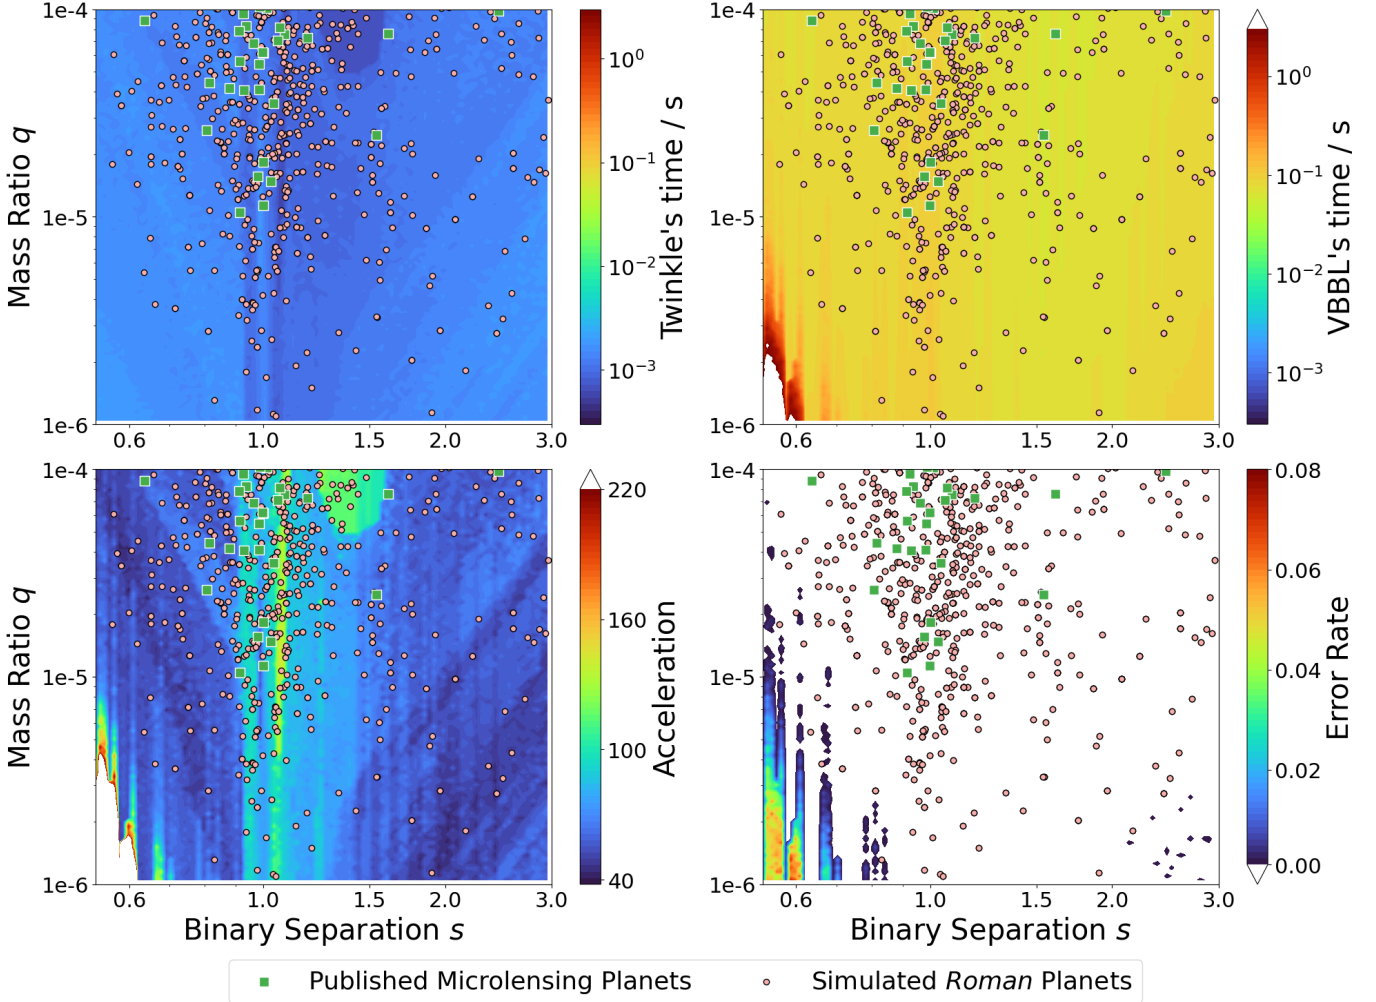 1e-4
1e-5
1e-6
Mass Ratio q
0.6 1.0 1.5 2.0 3.0
10⁰
10⁻¹
10⁻²
10⁻³
Twinkle's time / s
1e-4
1e-5
1e-6
0.6 1.0 1.5 2.0 3.0
10⁰
10⁻¹
10⁻²
10⁻³
VBBL's time / s
1e-4
1e-5
1e-6
Mass Ratio q
0.6 1.0 1.5 2.0 3.0
Binary Separation s
220
160
100
40
Acceleration
1e-4
1e-5
1e-6
0.6 1.0 1.5 2.0 3.0
Binary Separation s
0.08
0.06
0.04
0.02
0.00
Error Rate
Published Microlensing Planets Simulated Roman Planets